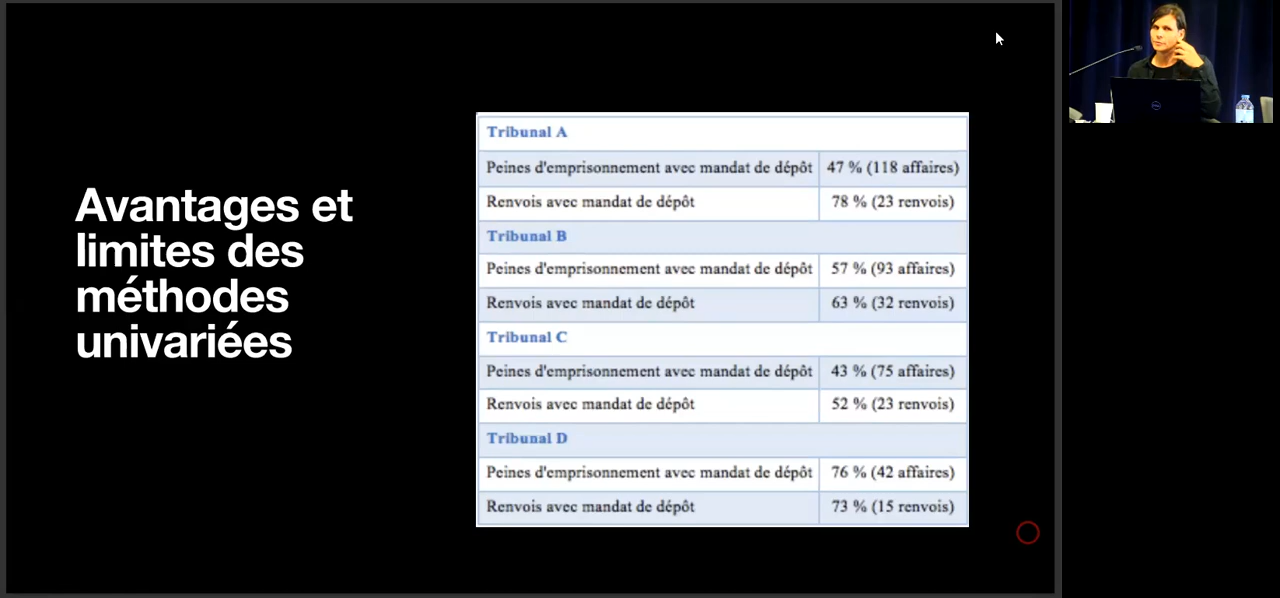 Avantages et
limites des
méthodes
univariées
Tribunal A
Peines d'emprisonnement avec mandat de dépôt 47 % (118 affaires)
Renvois avec mandat de dépôt 78 % (23 renvois)
Tribunal B
Peines d'emprisonnement avec mandat de dépôt 57 % (93 affaires)
Renvois avec mandat de dépôt 63 % (32 renvois)
Tribunal C
Peines d'emprisonnement avec mandat de dépôt 43 % (75 affaires)
Renvois avec mandat de dépôt 52 % (23 renvois)
Tribunal D
Peines d'emprisonnement avec mandat de dépôt 76 % (42 affaires)
Renvois avec mandat de dépôt 73 % (15 renvois)